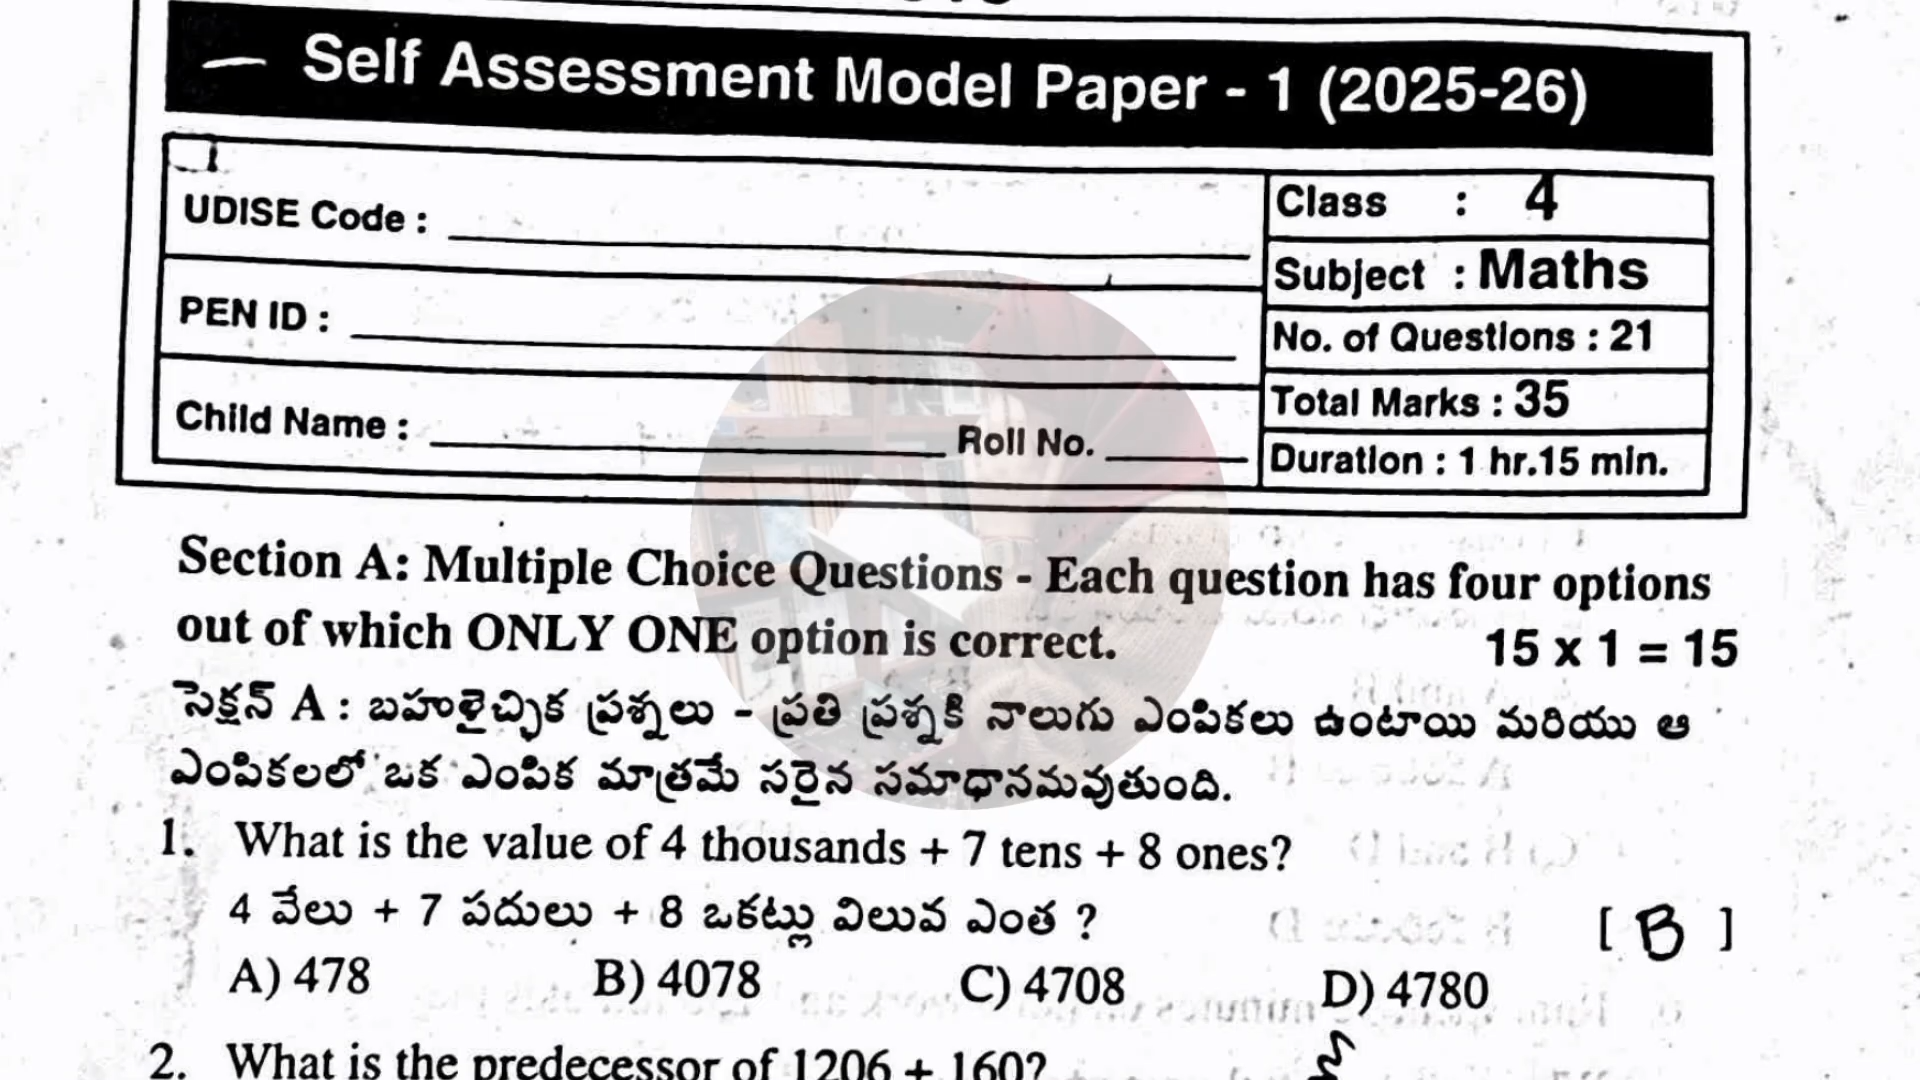 Self Assessment Model Paper - 1 (2025-26)
UDISE Code :
PEN ID :
Child Name : Roll No.
Class : 4
Subject : Maths
No. of Questions : 21
Total Marks : 35
Duration : 1 hr.15 min.
Section A: Multiple Choice Questions - Each question has four options
out of which ONLY ONE option is correct. 15 x 1 = 15
సెక్షన్ A : బహుళైచ్ఛిక ప్రశ్నలు - ప్రతి ప్రశ్నకి నాలుగు ఎంపికలు ఉంటాయి మరియు ఆ
ఎంపికలలో ఒక ఎంపిక మాత్రమే సరైన సమాధానమవుతుంది.
1. What is the value of 4 thousands + 7 tens + 8 ones?
4 వేలు + 7 పదులు + 8 ఒకట్లు విలువ ఎంత ? [ B ]
A) 478 B) 4078 C) 4708 D) 4780
2. What is the predecessor of 1206 + 160?